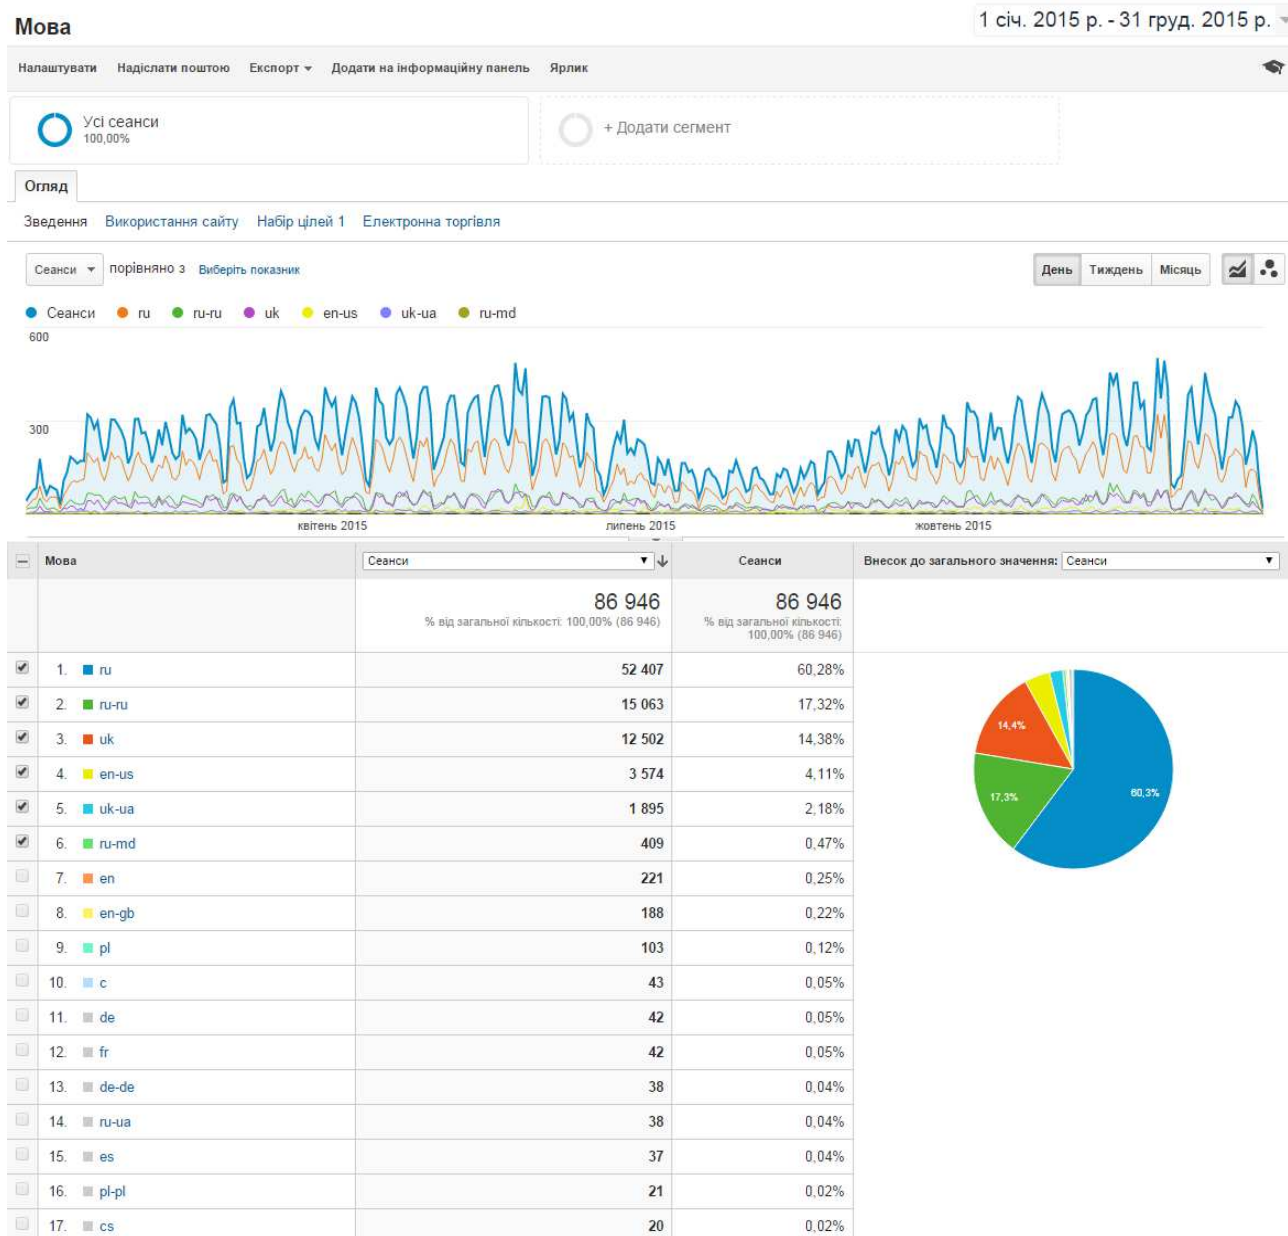 Мова
1 січ. 2015 р. - 31 груд. 2015 р.
Налаштувати Надіслати поштою Експорт Додати на інформаційну панель Ярлик
Усі сеанси
100,00%
+ Додати сегмент
Огляд
Зведення Використання сайту Набір цілей 1 Електронна торгівля
Сеанси порівняно з Виберіть показник
День Тиждень Місяць
Сеанси ru ru-ru uk en-us uk-ua ru-md
600
300
квітень 2015 липень 2015 жовтень 2015
Мова Сеанси Сеанси Внесок до загального значення: Сеанси
86 946 86 946
% від загальної кількості: 100,00% (86 946) % від загальної кількості:
100,00% (86 946)
1. ru 52 407 60,28%
2. ru-ru 15 063 17,32%
3. uk 12 502 14,38%
4. en-us 3 574 4,11%
5. uk-ua 1 895 2,18%
6. ru-md 409 0,47%
7. en 221 0,25%
8. en-gb 188 0,22%
9. pl 103 0,12%
10. c 43 0,05%
11. de 42 0,05%
12. fr 42 0,05%
13. de-de 38 0,04%
14. ru-ua 38 0,04%
15. es 37 0,04%
16. pl-pl 21 0,02%
17. cs 20 0,02%
14,4%
17,3%
60,3%